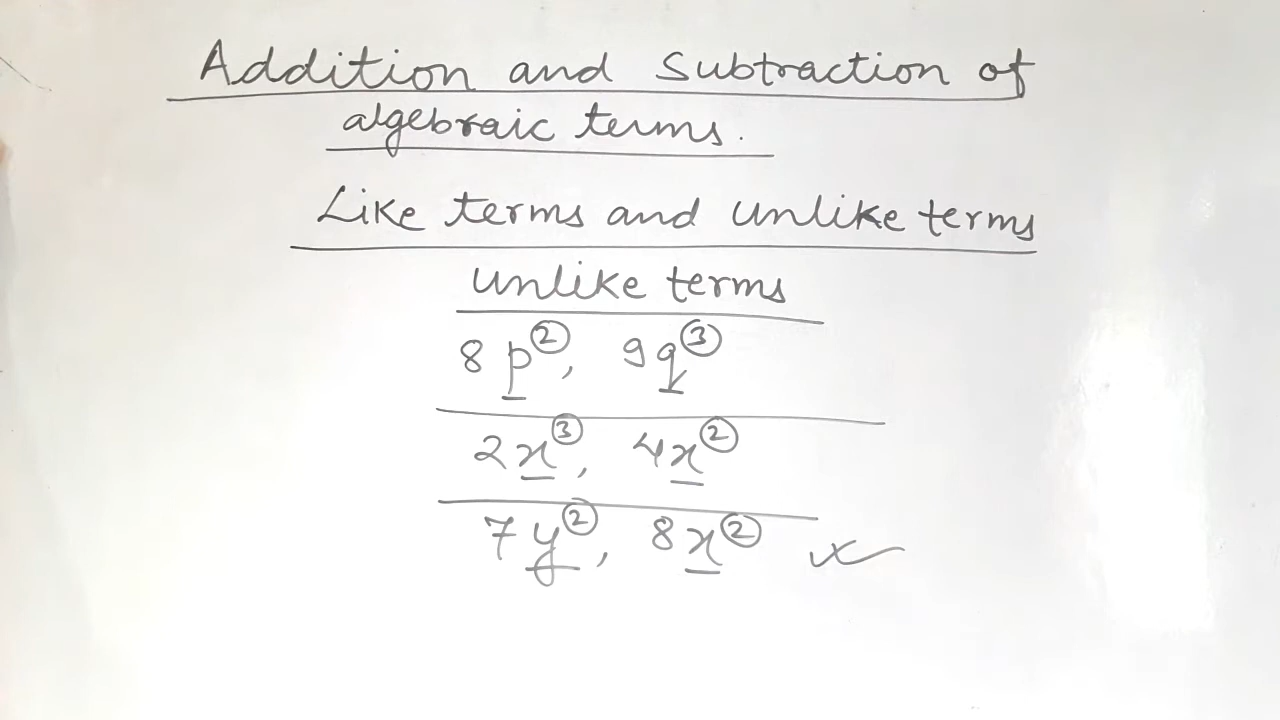 Addition and Subtraction of
algebraic terms.
Like terms and unlike terms
unlike terms
8p², 9q³
2x³, 4x²
7y², 8x²